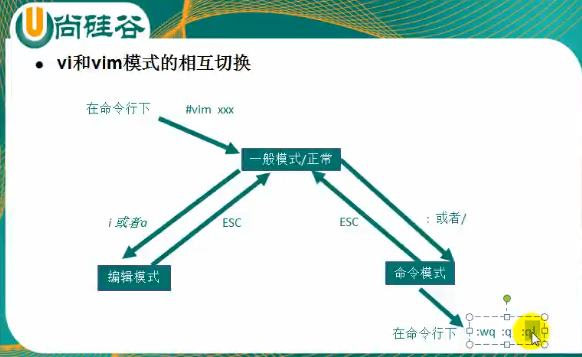 尚硅谷
vi和vim模式的相互切换
在命令行下 #vim xxx
一般模式/正常
i 或者a
ESC
ESC
: 或者/
编辑模式
命令模式
在命令行下
:wq :q :q!